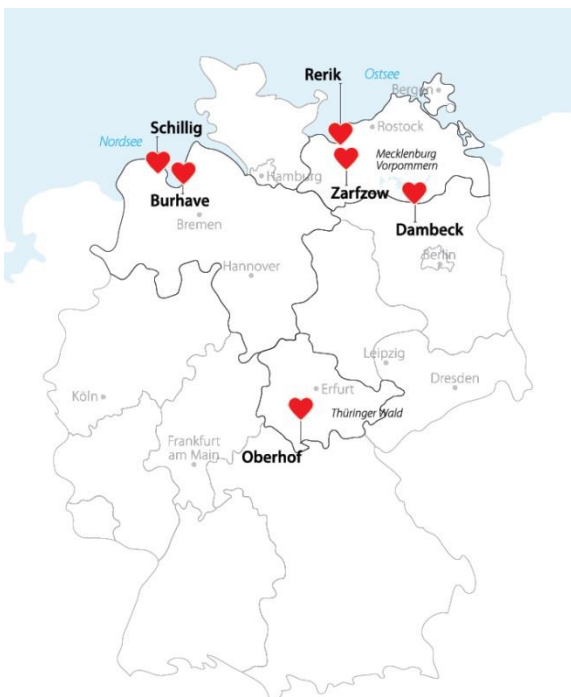 Rerik
Ostsee
Bergen
Schillig
Rostock
Nordsee
Mecklenburg
Vorpommern
Hamburg
Zarfzow
Burhave
Bremen
Dambeck
Berlin
Hannover
Leipzig
Dresden
Erfurt
Köln
Thüringer Wald
Frankfurt
am Main
Oberhof